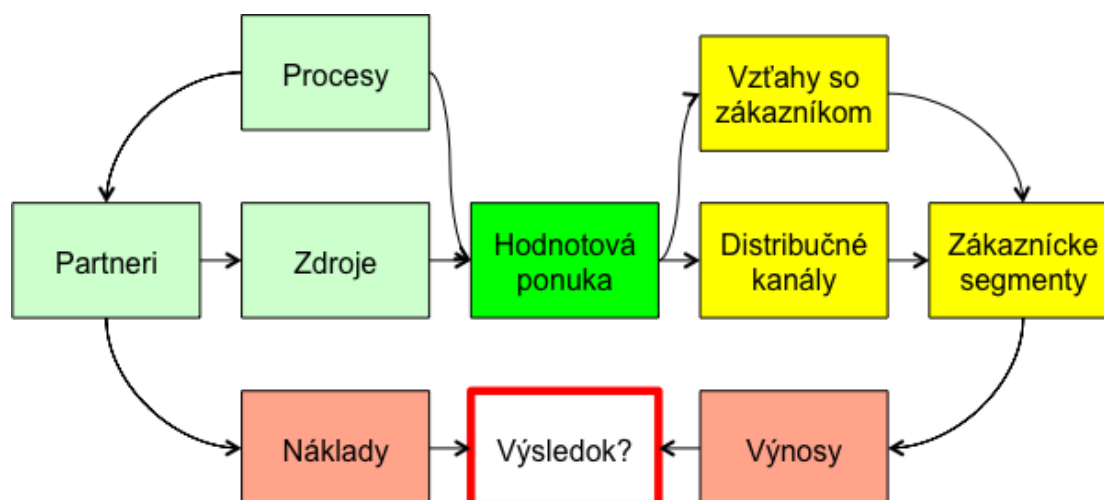 Procesy
Vzťahy so
zákazníkom
Partneri
Zdroje
Hodnotová
ponuka
Distribučné
kanály
Zákaznícke
segmenty
Náklady
Výsledok?
Výnosy